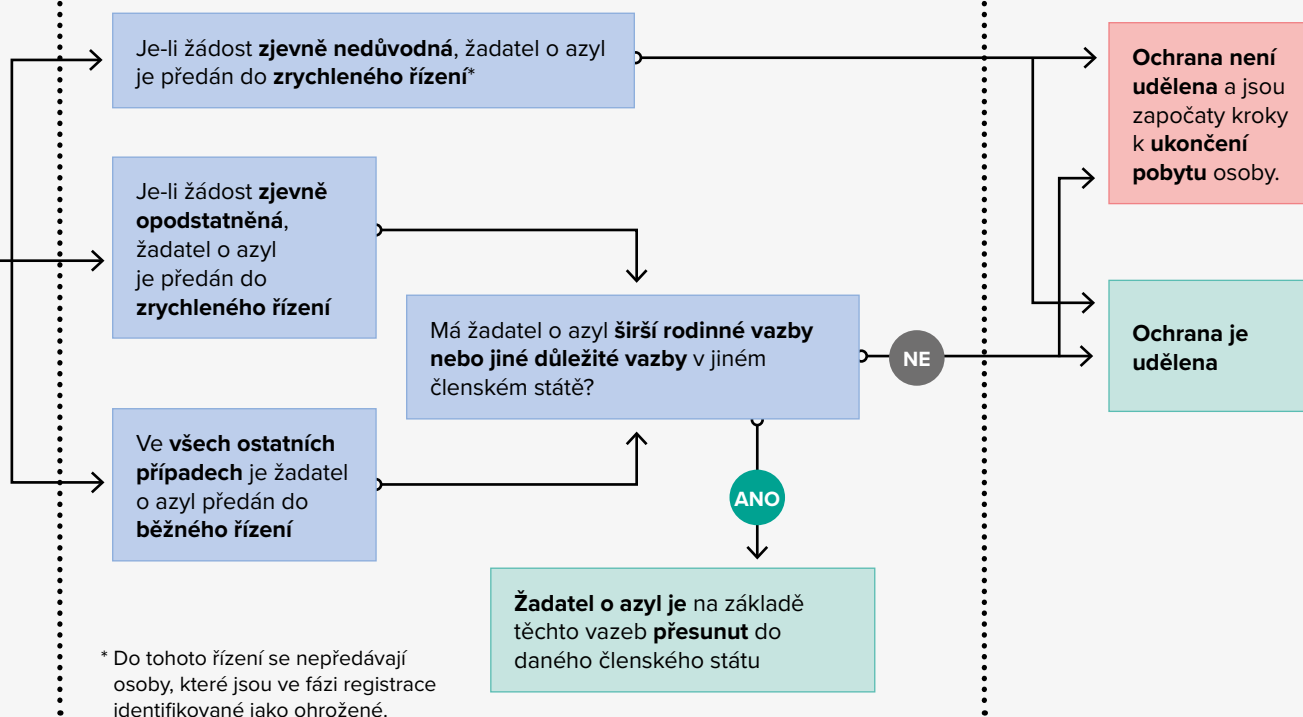 Je-li žádost zjevně nedůvodná, žadatel o azyl
je předán do zrychleného řízení*
Ochrana není
udělena a jsou
započaty kroky
k ukončení
pobytu osoby.
Je-li žádost zjevně
opodstatněná,
žadatel o azyl
je předán do
zrychleného řízení
Má žadatel o azyl širší rodinné vazby
nebo jiné důležité vazby v jiném
členském státě?
NE
Ochrana je
udělena
Ve všech ostatních
případech je žadatel
o azyl předán do
běžného řízení
ANO
Žadatel o azyl je na základě
těchto vazeb přesunut do
daného členského státu
* Do tohoto řízení se nepředávají
osoby, které jsou ve fázi registrace
identifikované jako ohrožené.